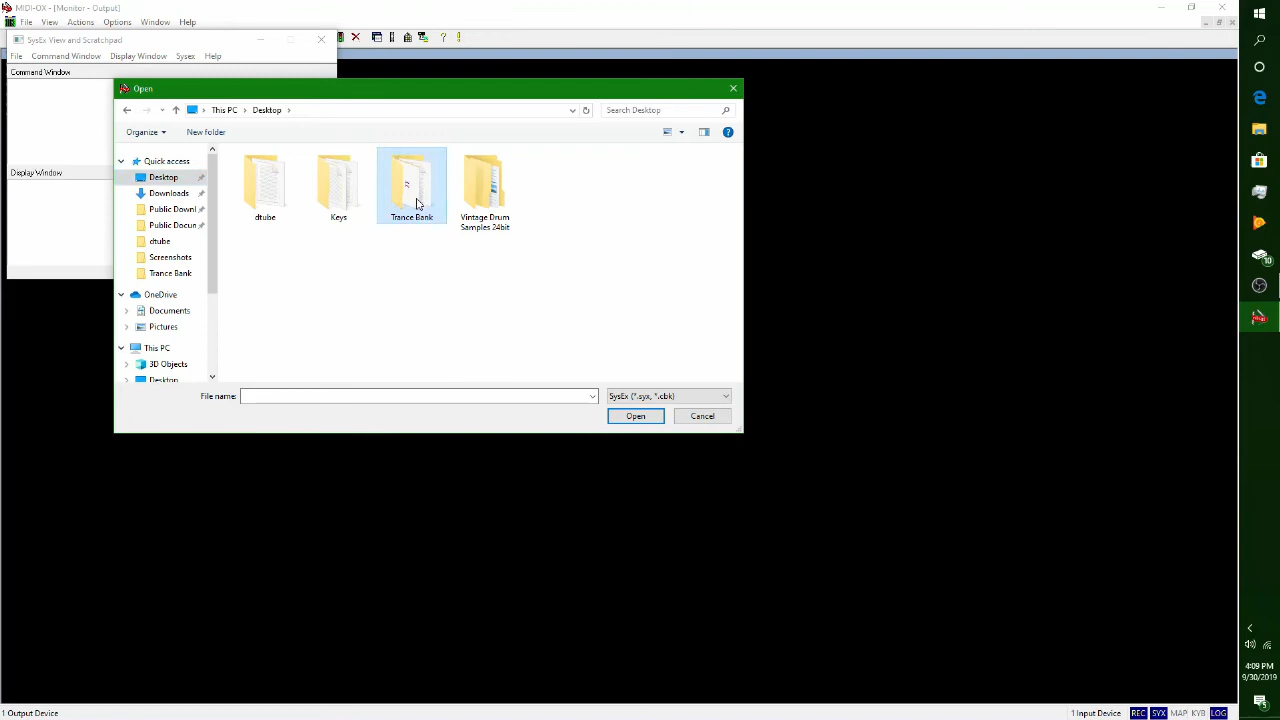 MIDI-OX - [Monitor - Output]
File View Actions Options Window Help
SysEx View and Scratchpad
File Command Window Display Window Sysex Help
Command Window
Display Window
Open
This PC Desktop
Search Desktop
Organize
New folder
Quick access
Desktop
Downloads
Public Downl
Public Docun
dtube
Screenshots
Trance Bank
OneDrive
Documents
Pictures
This PC
3D Objects
Desktop
dtube
Keys
Trance Bank
Vintage Drum
Samples 24bit
File name:
SysEx (*.syx, *.cbk)
Open
Cancel
10
4:09 PM
9/30/2019
5
1 Output Device
1 Input Device
REC SYX MAP KYB LOG